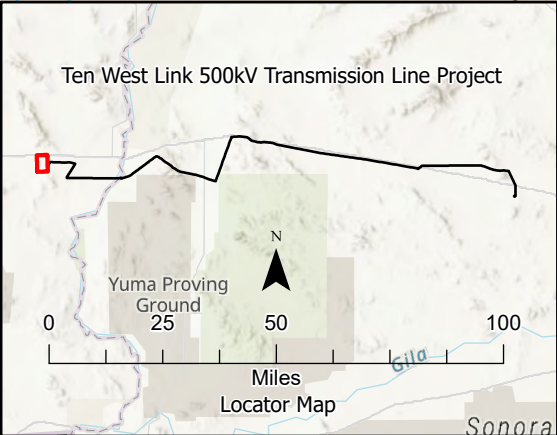 Ten West Link 500kV Transmission Line Project
N
Yuma Proving
Ground
0 25 50 100
Miles
Gila
Locator Map
Sonora